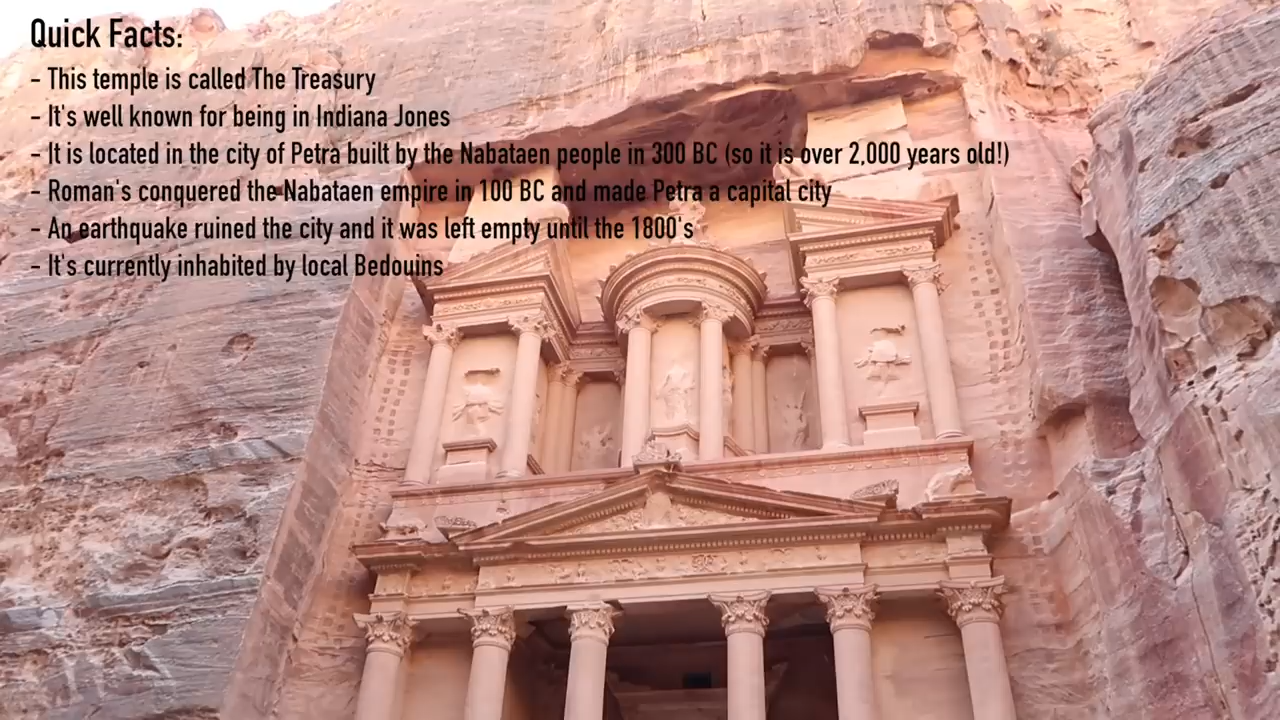 Quick Facts:
- This temple is called The Treasury
- It's well known for being in Indiana Jones
- It is located in the city of Petra built by the Nabataen people in 300 BC (so it is over 2,000 years old!)
- Roman's conquered the Nabataen empire in 100 BC and made Petra a capital city
- An earthquake ruined the city and it was left empty until the 1800's
- It's currently inhabited by local Bedouins